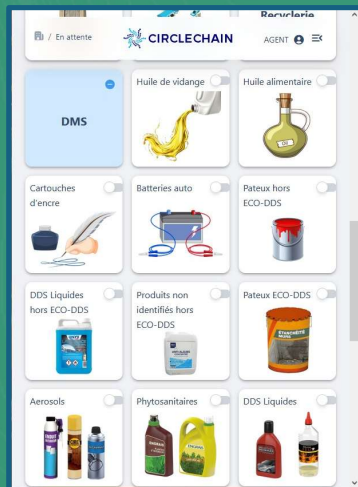 Recyclerie
/ En attente
CIRCLECHAIN
AGENT
DMS
Huile de vidange
Huile alimentaire
Cartouches
d'encre
Batteries auto
Pateux hors
ECO-DDS
DDS Liquides
hors ECO-DDS
Produits non
identifiés hors
ECO-DDS
Pateux ECO-DDS
Aerosols
Phytosanitaires
DDS Liquides